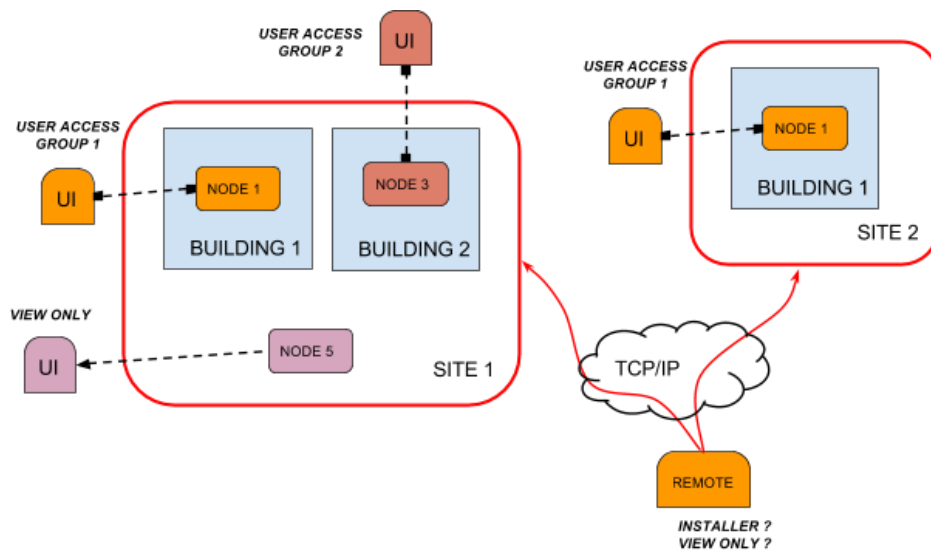 USER ACCESS
GROUP 2
UI
USER ACCESS
GROUP 1
UI
NODE 1
BUILDING 1
NODE 3
BUILDING 2
VIEW ONLY
UI
NODE 5
SITE 1
USER ACCESS
GROUP 1
UI
NODE 1
BUILDING 1
SITE 2
TCP/IP
REMOTE
INSTALLER ?
VIEW ONLY ?